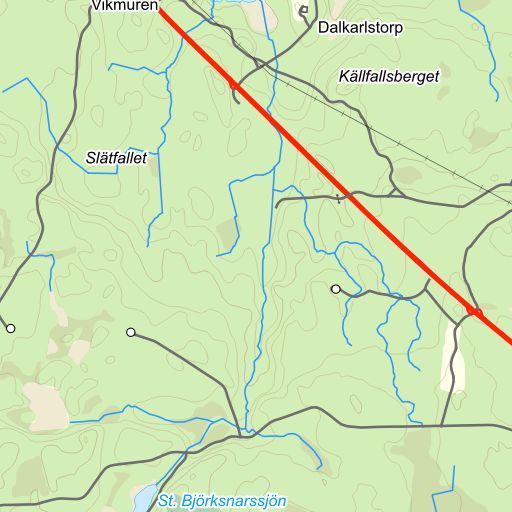 Vikmuren
Dalkarlstorp
Källfallsberget
Slätfallet
St. Björksnarssjön